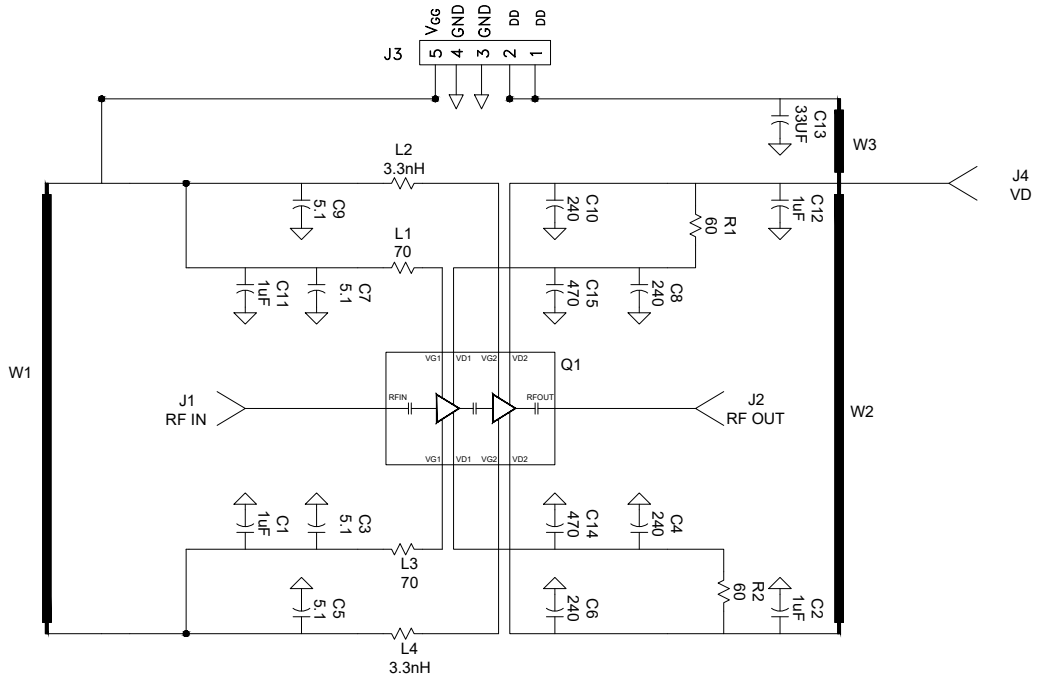 VGG
GND
GND
DD
DD
J3
5
4
3
2
1
C13
33UF
W3
L2
3.3nH
J4
VD
C9
5.1
C10
240
R1
60
C12
1uF
L1
70
C11
1uF
C7
5.1
C15
470
C8
240
W1
VG1
VD1
VG2
VD2
Q1
J1
RF IN
RFIN
RFOUT
J2
RF OUT
W2
VG1
VD1
VG2
VD2
C1
1uF
C3
5.1
C14
470
C4
240
L3
70
C5
5.1
C6
240
R2
60
C2
1uF
L4
3.3nH